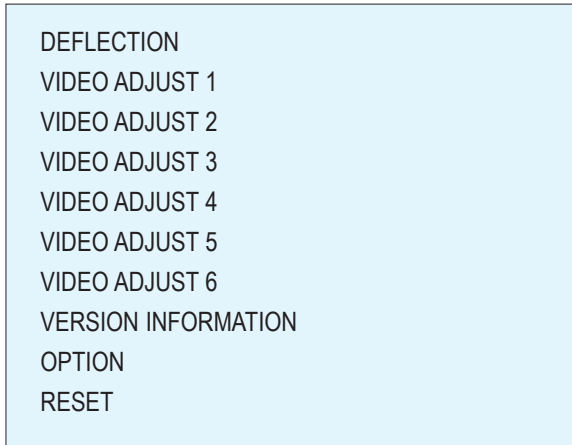 DEFLECTION
VIDEO ADJUST 1
VIDEO ADJUST 2
VIDEO ADJUST 3
VIDEO ADJUST 4
VIDEO ADJUST 5
VIDEO ADJUST 6
VERSION INFORMATION
OPTION
RESET